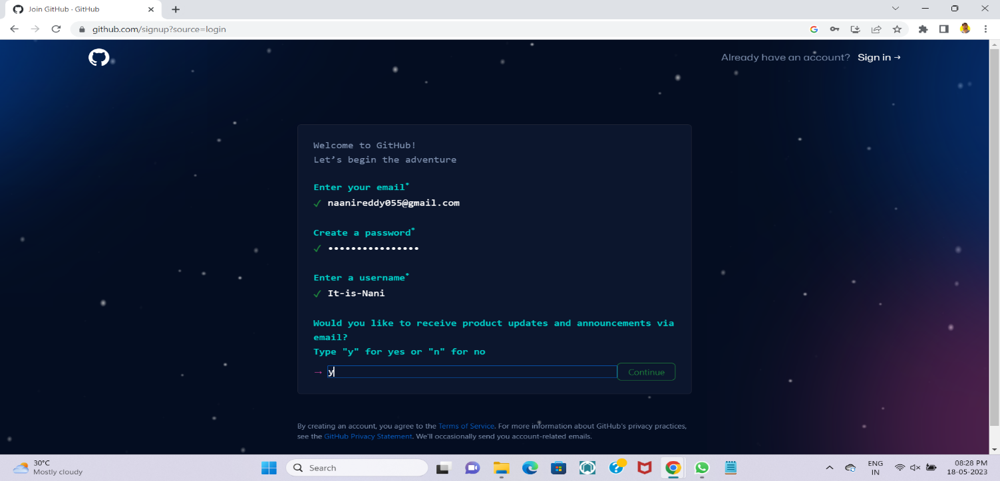 Join GitHub · GitHub
github.com/signup?source=login
Already have an account? Sign in →
Welcome to GitHub!
Let’s begin the adventure
Enter your email*
✓ naanireddy055@gmail.com
Create a password*
✓ ••••••••••••••••
Enter a username*
✓ It-is-Nani
Would you like to receive product updates and announcements via
email?
Type "y" for yes or "n" for no
→ y Continue
By creating an account, you agree to the Terms of Service. For more information about GitHub's privacy practices,
see the GitHub Privacy Statement. We'll occasionally send you account-related emails.
30°C
Mostly cloudy
Search
ENG
IN
08:28 PM
18-05-2023